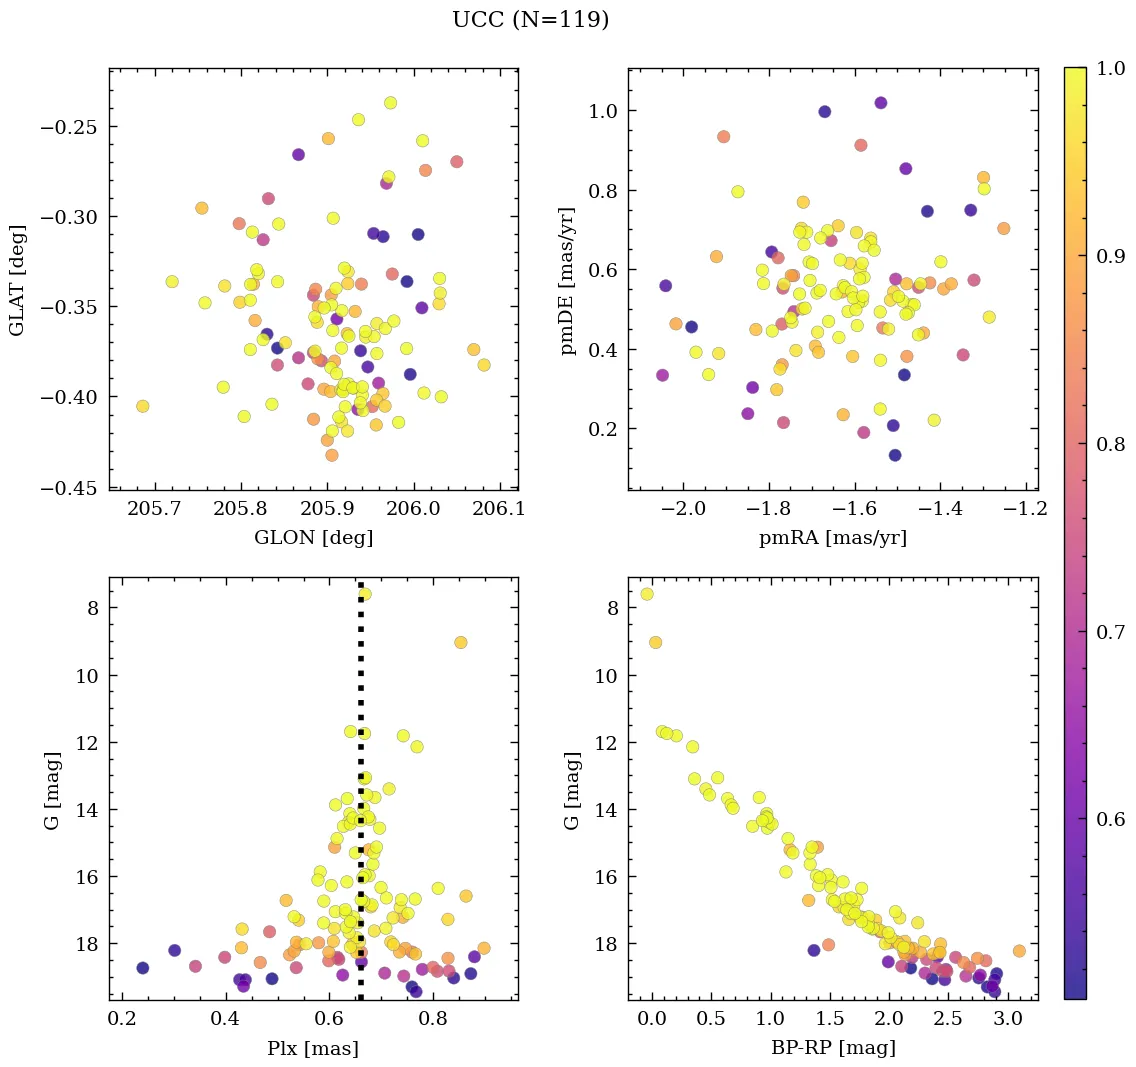 UCC (N=119)
−0.25
−0.30
−0.35
−0.40
−0.45
GLAT [deg]
205.7 205.8 205.9 206.0 206.1
GLON [deg]
1.0
0.8
0.6
0.4
0.2
pmDE [mas/yr]
−2.0 −1.8 −1.6 −1.4 −1.2
pmRA [mas/yr]
1.0
0.9
0.8
0.7
0.6
8
10
12
14
16
18
G [mag]
0.2 0.4 0.6 0.8
Plx [mas]
8
10
12
14
16
18
G [mag]
0.0 0.5 1.0 1.5 2.0 2.5 3.0
BP-RP [mag]